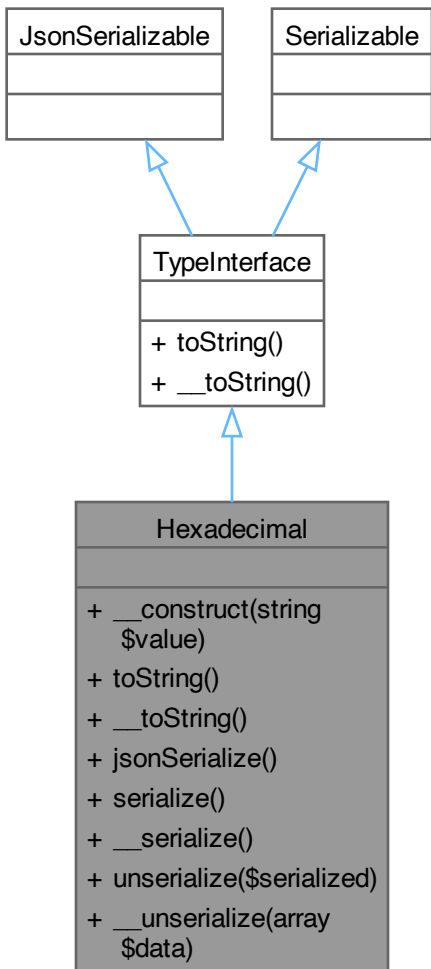 JsonSerializable
Serializable
TypeInterface
+ toString()
+ __toString()
Hexadecimal
+ __construct(string
$value)
+ toString()
+ __toString()
+ jsonSerialize()
+ serialize()
+ __serialize()
+ unserialize($serialized)
+ __unserialize(array
$data)